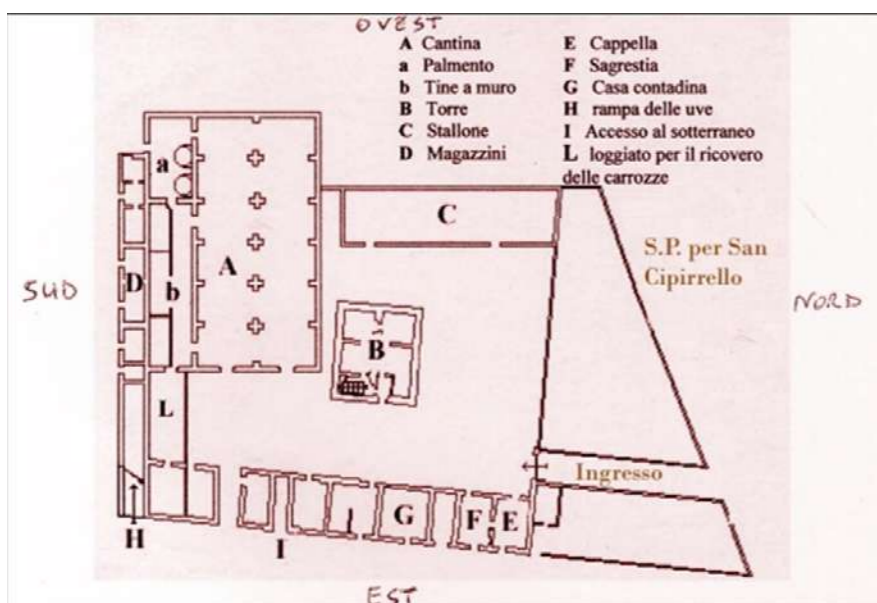 OVEST
A Cantina
a Palmento
b Tine a muro
B Torre
C Stallone
D Magazzini
E Cappella
F Sagrestia
G Casa contadina
H rampa delle uve
I Accesso al sotterraneo
L loggiato per il ricovero
delle carrozze
a
C
S.P. per San
Cipirrello
SUD
D
b
A
NORD
B
L
Ingresso
G
F
E
H
I
EST